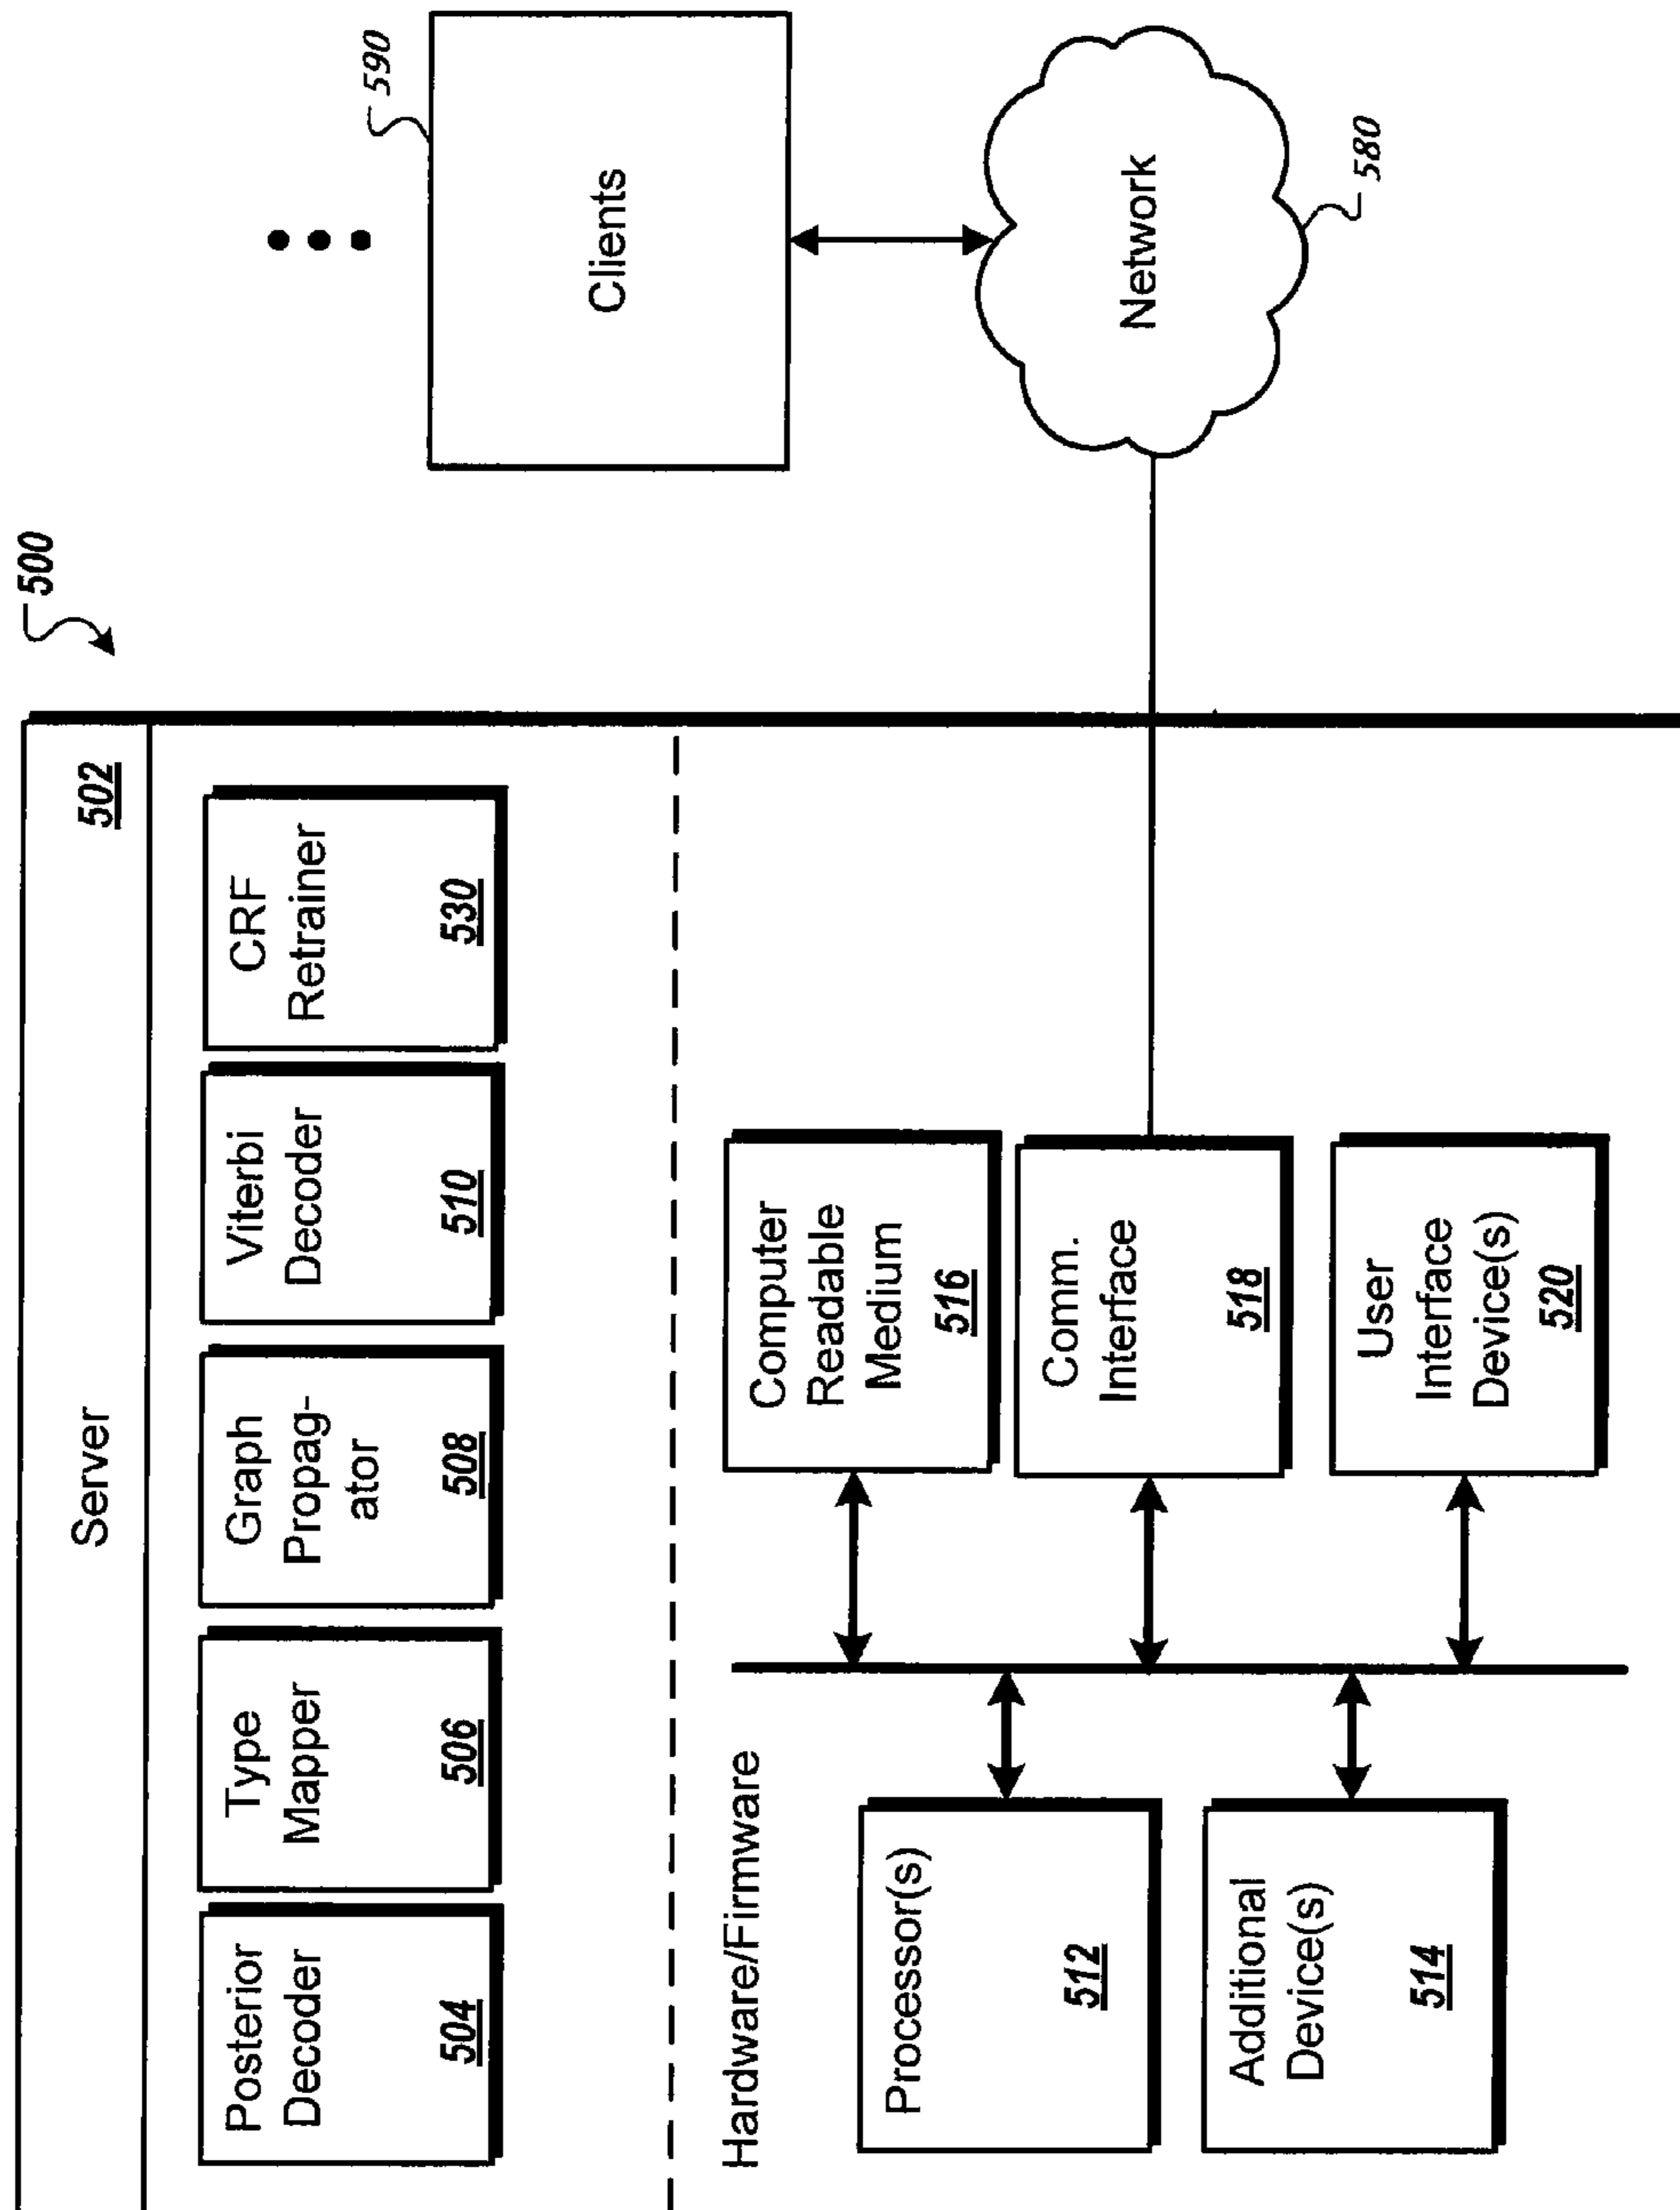 500
Server
502
Posterior
Decoder
504
Type
Mapper
506
Graph
Propag-
ator
508
Viterbi
Decoder
510
CRF
Retrainer
530
Hardware/Firmware
Processor(s)
512
Additional
Device(s)
514
Computer
Readable
Medium
516
Comm.
Interface
518
User
Interface
Device(s)
520
590
Clients
Network
580